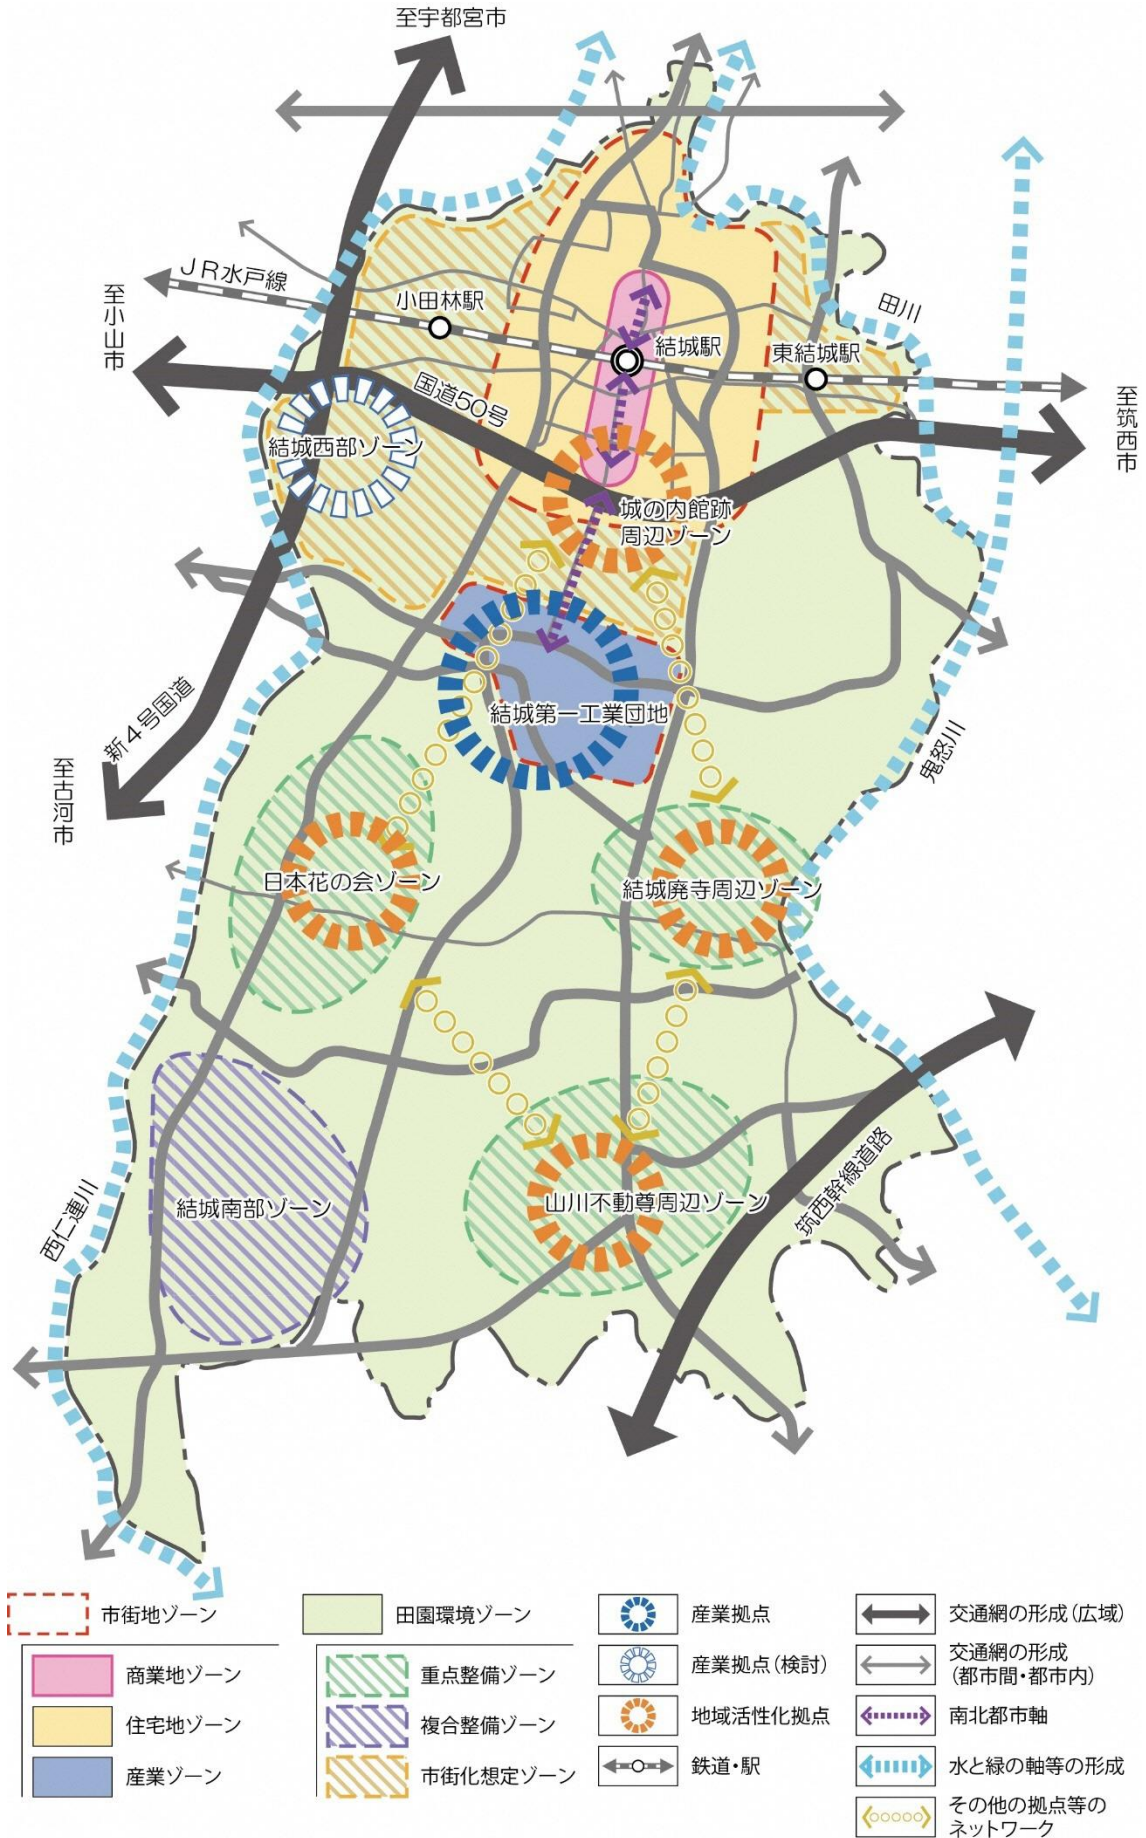 至宇都宮市
JR水戸線
至小山市
小田林駅
結城駅
東結城駅
田川
国道50号
至筑西市
結城西部ゾーン
城の内館跡
周辺ゾーン
新4号国道
至古河市
結城第一工業団地
鬼怒川
日本花の会ゾーン
結城廃寺周辺ゾーン
結城南部ゾーン
山川不動尊周辺ゾーン
筑西幹線道路
西仁連川
市街地ゾーン
商業地ゾーン
住宅地ゾーン
産業ゾーン
田園環境ゾーン
重点整備ゾーン
複合整備ゾーン
市街化想定ゾーン
産業拠点
産業拠点(検討)
地域活性化拠点
鉄道・駅
交通網の形成(広域)
交通網の形成
(都市間・都市内)
南北都市軸
水と緑の軸等の形成
その他の拠点等の
ネットワーク